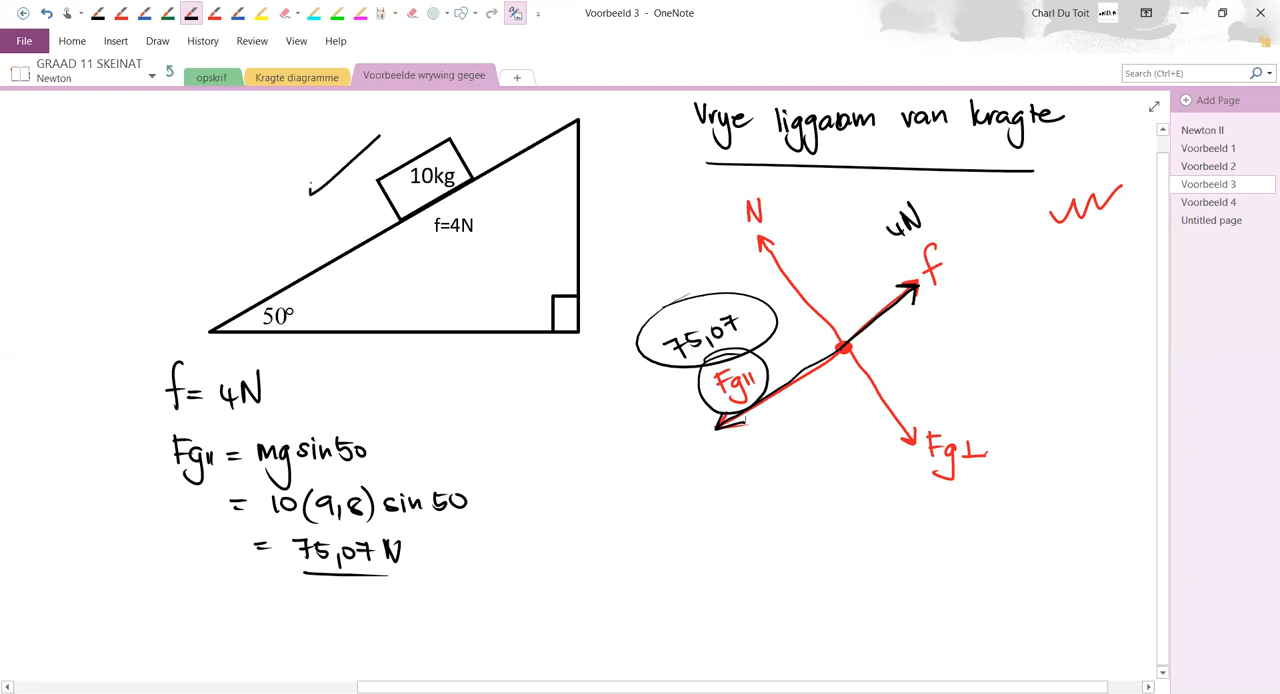 Voorbeeld 3 - OneNote
Charl Du Toit
File
Home
Insert
Draw
History
Review
View
Help
GRAAD 11 SKEINAT
Newton
opskrif
Kragte diagramme
Voorbeelde wrywing gegee
+
Search (Ctrl+E)
Add Page
Newton II
Voorbeeld 1
Voorbeeld 2
Voorbeeld 3
Voorbeeld 4
Untitled page
Vrye liggaam van kragte
10kg
f=4N
50°
N
4N
f
75,07
Fg||
Fg⊥
f = 4N
Fg|| = mg sin 50
= 10 (9,8) sin 50
= 75,07 N